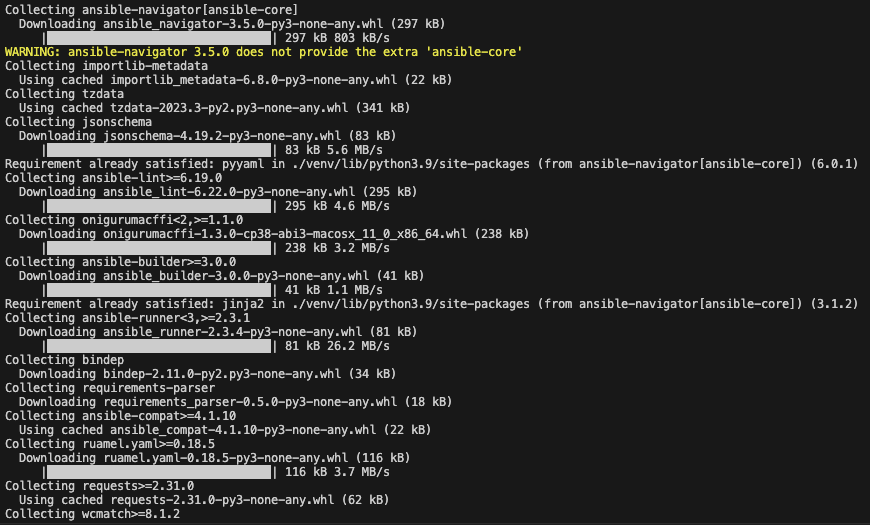 Collecting ansible-navigator[ansible-core]
Downloading ansible_navigator-3.5.0-py3-none-any.whl (297 kB)
| | 297 kB 803 kB/s
WARNING: ansible-navigator 3.5.0 does not provide the extra 'ansible-core'
Collecting importlib-metadata
Using cached importlib_metadata-6.8.0-py3-none-any.whl (22 kB)
Collecting tzdata
Using cached tzdata-2023.3-py2.py3-none-any.whl (341 kB)
Collecting jsonschema
Downloading jsonschema-4.19.2-py3-none-any.whl (83 kB)
| | 83 kB 5.6 MB/s
Requirement already satisfied: pyyaml in ./venv/lib/python3.9/site-packages (from ansible-navigator[ansible-core]) (6.0.1)
Collecting ansible-lint>=6.19.0
Downloading ansible_lint-6.22.0-py3-none-any.whl (295 kB)
| | 295 kB 4.6 MB/s
Collecting onigurumacffi<2,>=1.1.0
Downloading onigurumacffi-1.3.0-cp38-abi3-macosx_11_0_x86_64.whl (238 kB)
| | 238 kB 3.2 MB/s
Collecting ansible-builder>=3.0.0
Downloading ansible_builder-3.0.0-py3-none-any.whl (41 kB)
| | 41 kB 1.1 MB/s
Requirement already satisfied: jinja2 in ./venv/lib/python3.9/site-packages (from ansible-navigator[ansible-core]) (3.1.2)
Collecting ansible-runner<3,>=2.3.1
Downloading ansible_runner-2.3.4-py3-none-any.whl (81 kB)
| | 81 kB 26.2 MB/s
Collecting bindep
Downloading bindep-2.11.0-py2.py3-none-any.whl (34 kB)
Collecting requirements-parser
Downloading requirements_parser-0.5.0-py3-none-any.whl (18 kB)
Collecting ansible-compat>=4.1.10
Using cached ansible_compat-4.1.10-py3-none-any.whl (22 kB)
Collecting ruamel.yaml>=0.18.5
Downloading ruamel.yaml-0.18.5-py3-none-any.whl (116 kB)
| | 116 kB 3.7 MB/s
Collecting requests>=2.31.0
Using cached requests-2.31.0-py3-none-any.whl (62 kB)
Collecting wcmatch>=8.1.2